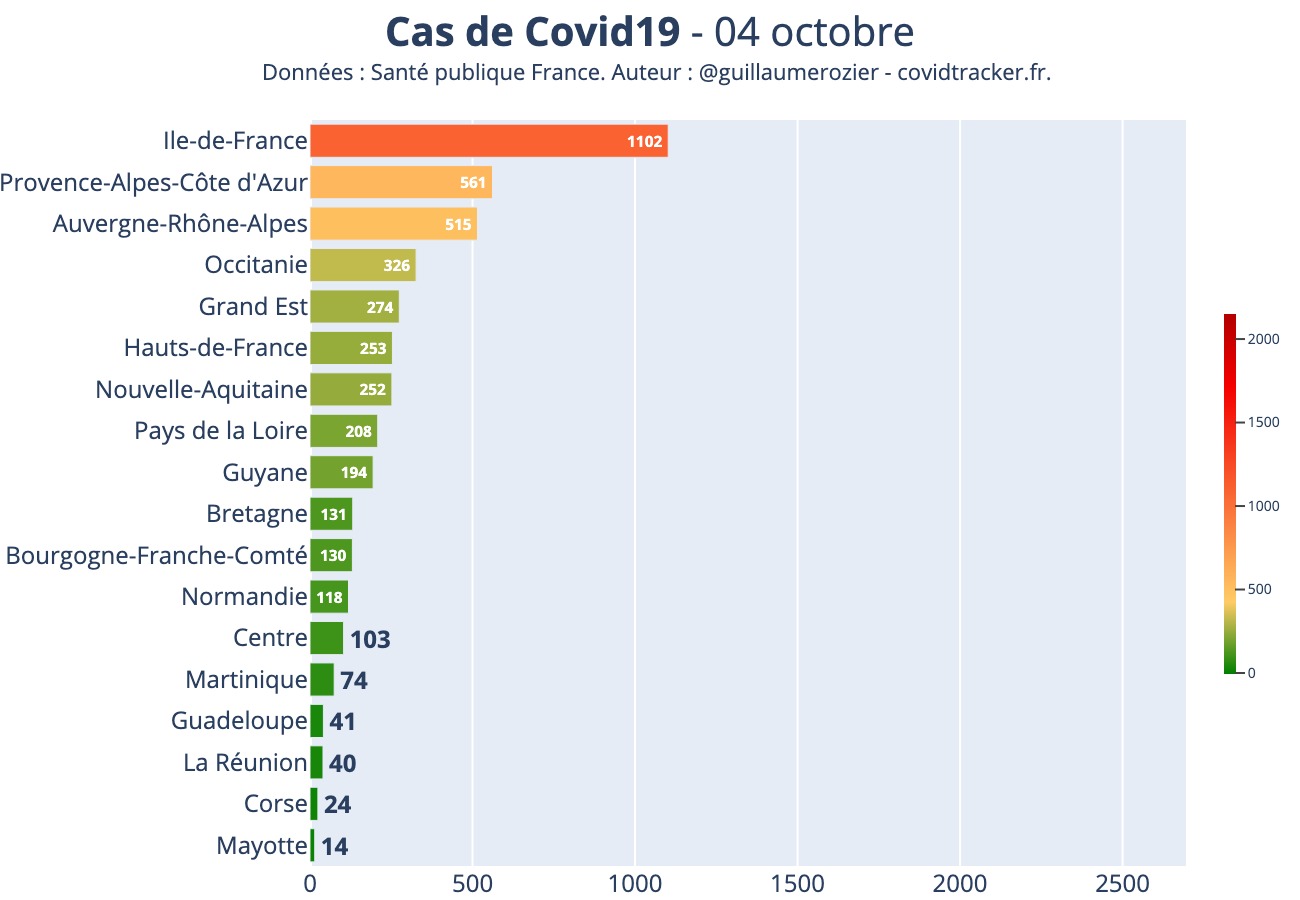 Cas de Covid19 - 04 octobre
Données : Santé publique France. Auteur : @guillaumerozier - covidtracker.fr.
Ile-de-France 1102
Provence-Alpes-Côte d'Azur 561
Auvergne-Rhône-Alpes 515
Occitanie 326
Grand Est 274
Hauts-de-France 253
Nouvelle-Aquitaine 252
Pays de la Loire 208
Guyane 194
Bretagne 131
Bourgogne-Franche-Comté 130
Normandie 118
Centre 103
Martinique 74
Guadeloupe 41
La Réunion 40
Corse 24
Mayotte 14
0 500 1000 1500 2000 2500
2000
1500
1000
500
0